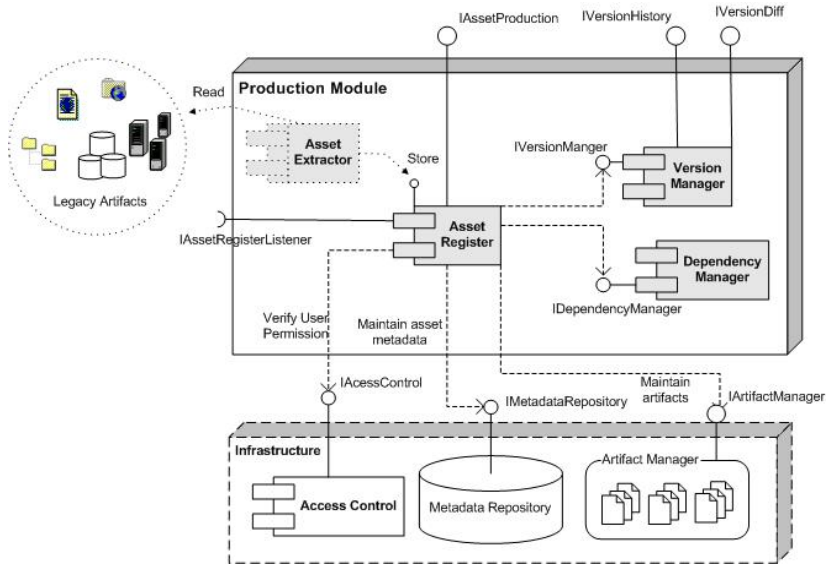 IAssetProduction
IVersionHistory
IVersionDiff
Production Module
Read
Asset
Extractor
Store
IVersionManger
Version
Manager
Legacy Artifacts
IAssetRegisterListener
Asset
Register
Dependency
Manager
IDependencyManager
Verify User
Permission
Maintain asset
metadata
Maintain
artifacts
IAcessControl
IMetadataRepository
IArtifactManager
Infrastructure
Artifact Manager
Access Control
Metadata Repository